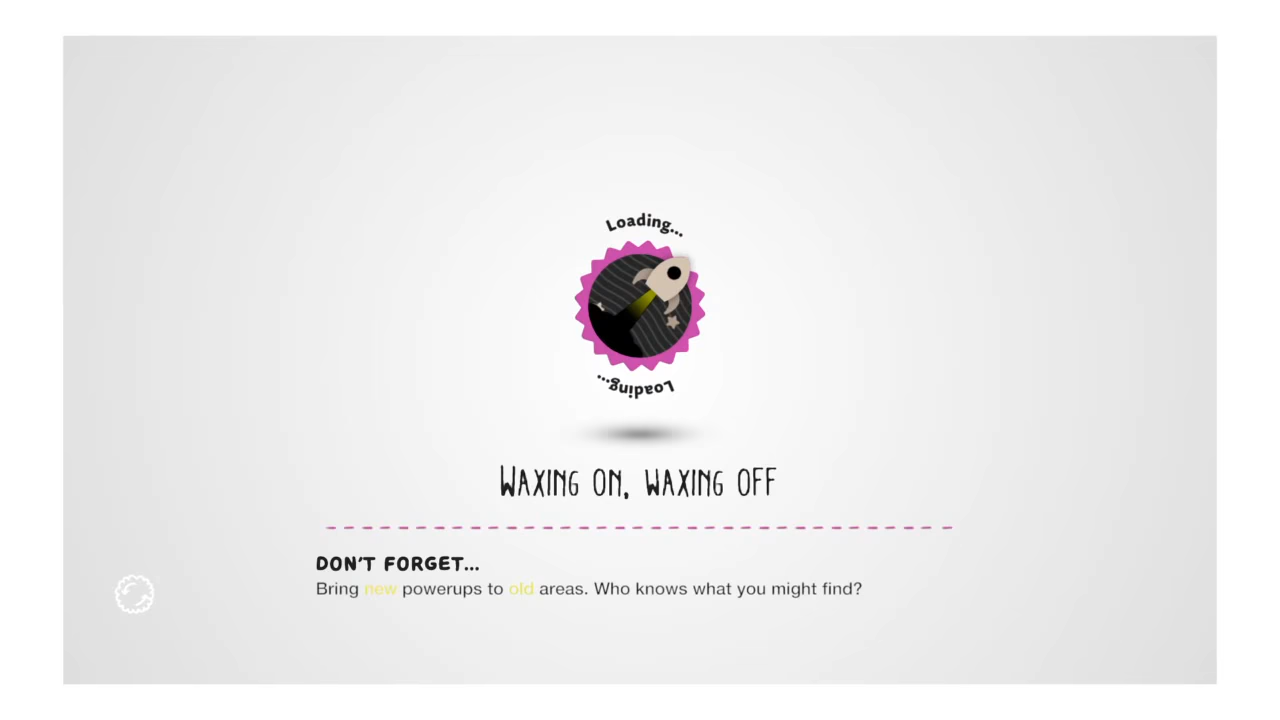 Loading...
Loading...
Waxing on, waxing off
Don't forget...
Bring new powerups to old areas. Who knows what you might find?